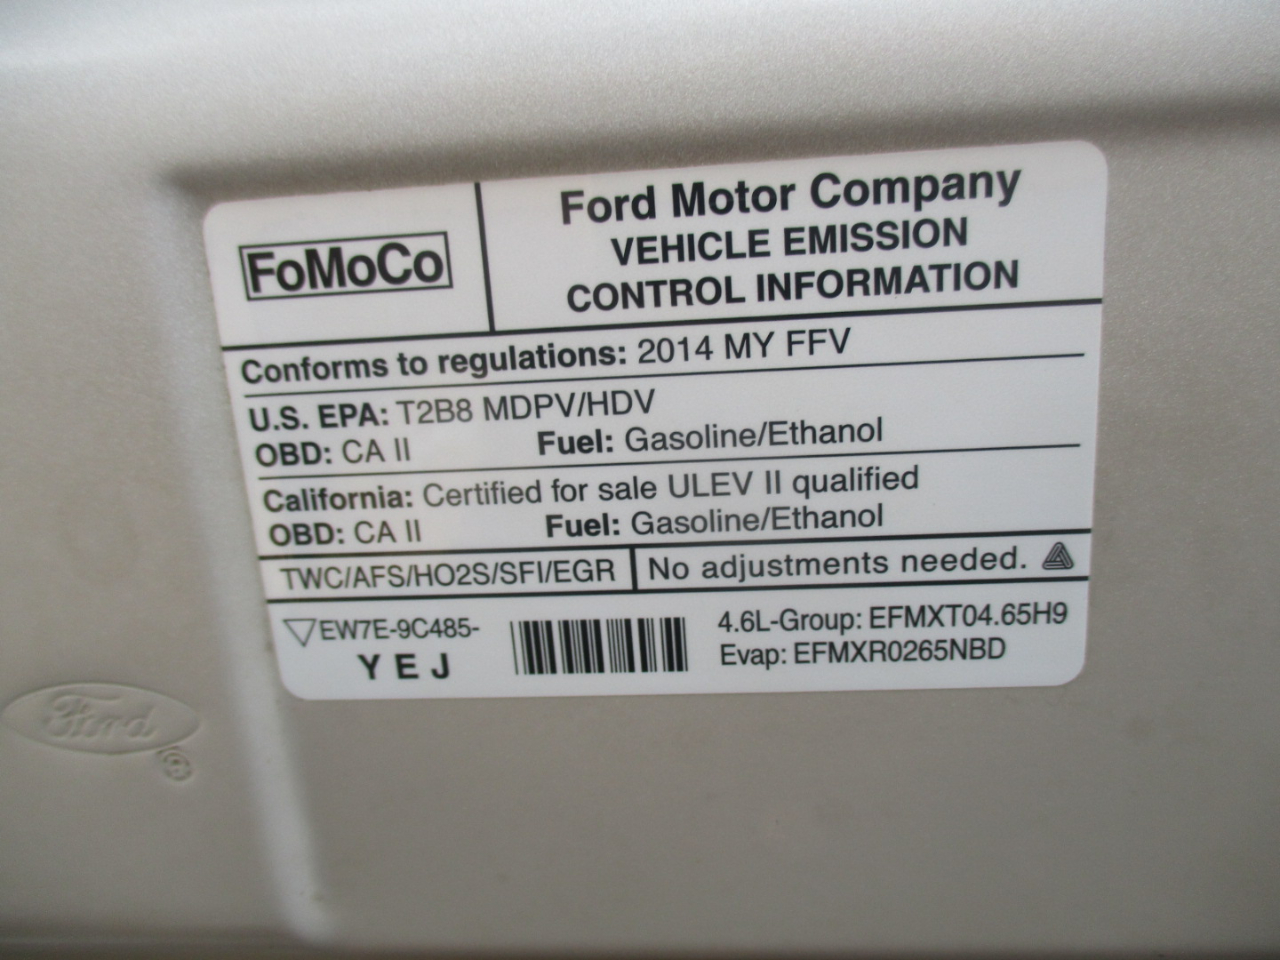 FoMoCo
Ford Motor Company
VEHICLE EMISSION
CONTROL INFORMATION
Conforms to regulations: 2014 MY FFV
U.S. EPA: T2B8 MDPV/HDV
OBD: CA II Fuel: Gasoline/Ethanol
California: Certified for sale ULEV II qualified
OBD: CA II Fuel: Gasoline/Ethanol
TWC/AFS/HO2S/SFI/EGR No adjustments needed.
EW7E-9C485- 4.6L-Group: EFMXT04.65H9
YEJ Evap: EFMXR0265NBD
Ford